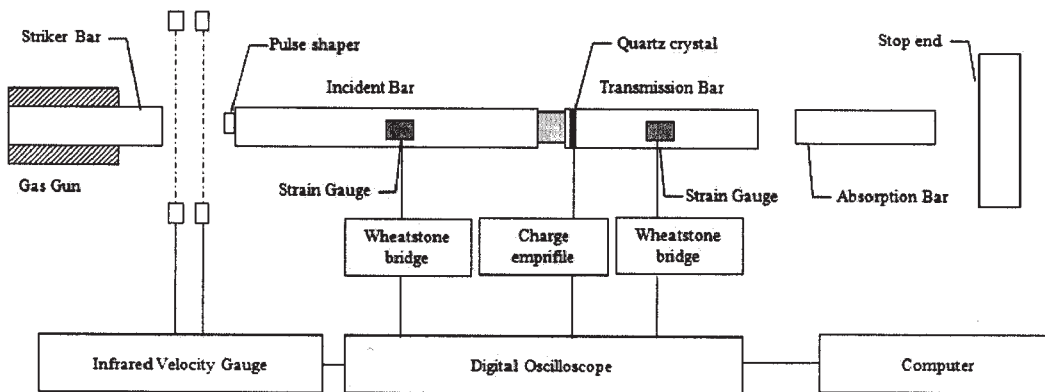 Striker Bar
Pulse shaper
Quartz crystal
Stop end
Incident Bar
Transmission Bar
Gas Gun
Strain Gauge
Strain Gauge
Absorption Bar
Wheatstone
bridge
Charge
emprifile
Wheatstone
bridge
Infrared Velocity Gauge
Digital Oscilloscope
Computer